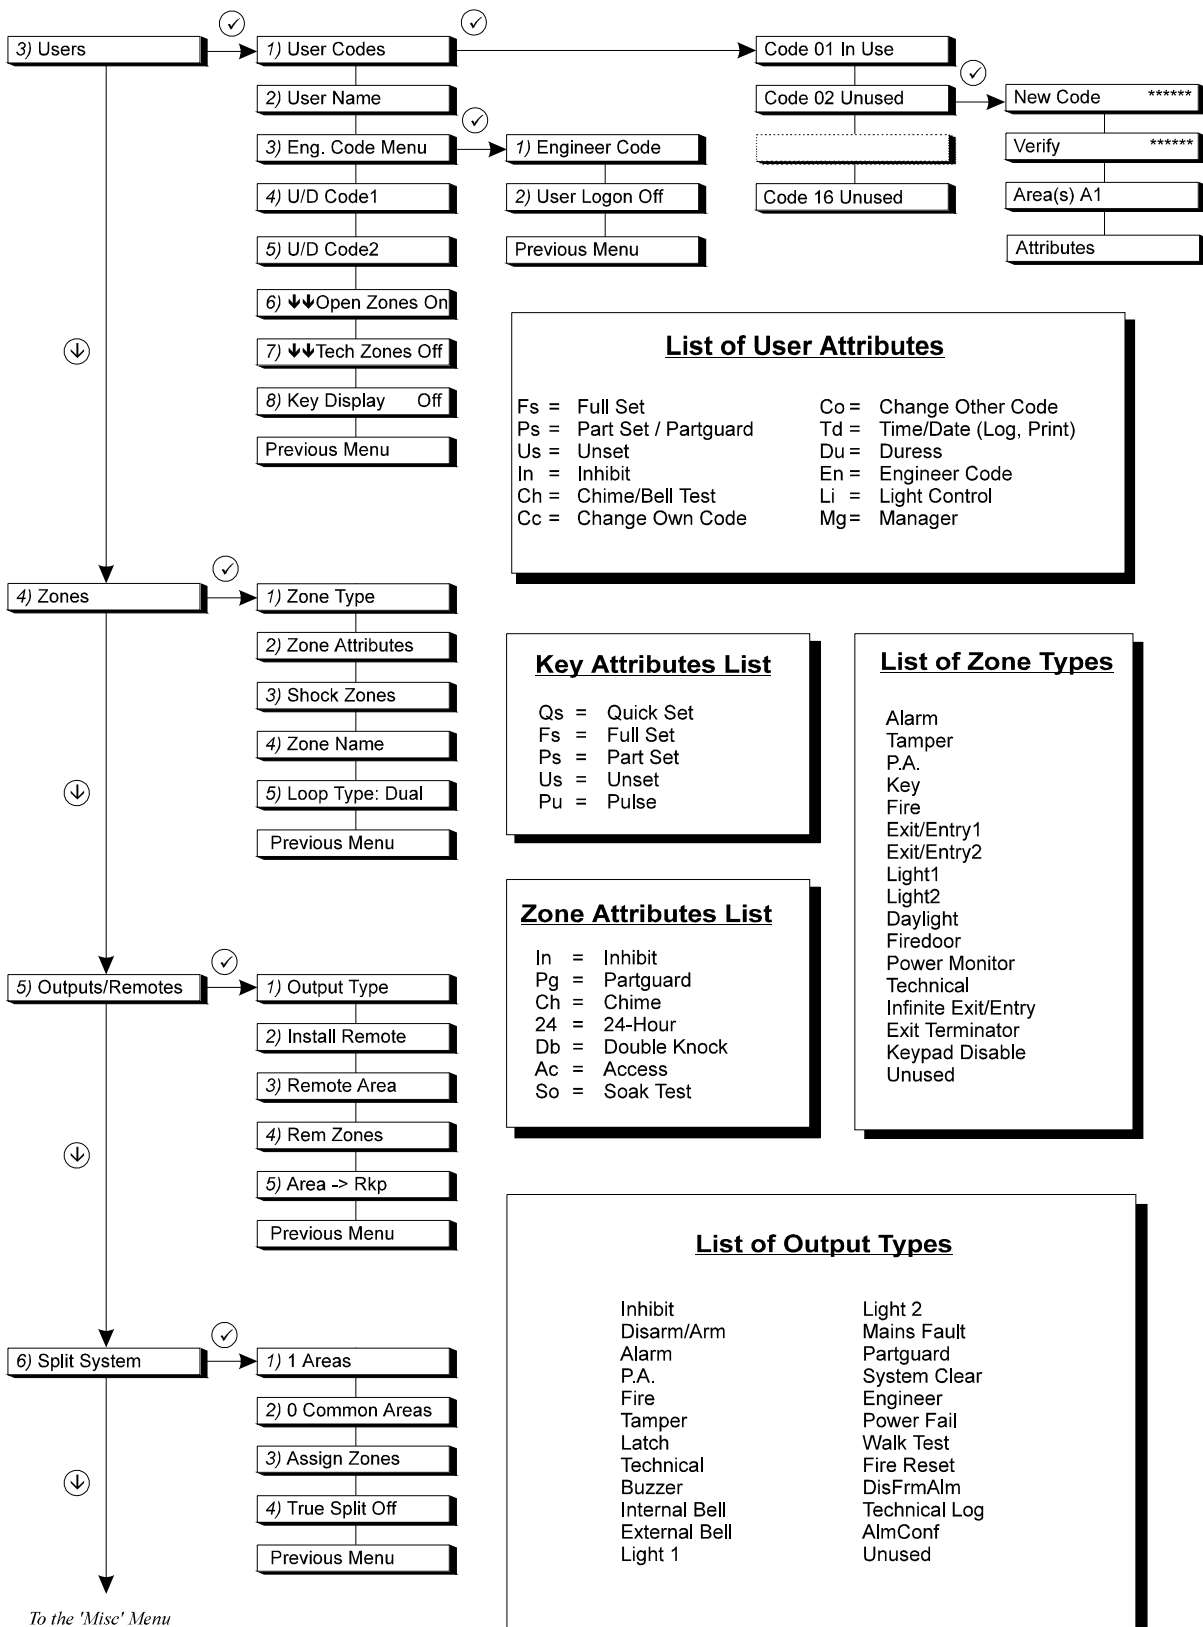 3) Users
1) User Codes
Code 01 In Use
2) User Name
Code 02 Unused
New Code ******
3) Eng. Code Menu
1) Engineer Code
Verify ******
4) U/D Code1
2) User Logon Off
Code 16 Unused
Area(s) A1
5) U/D Code2
Previous Menu
Attributes
6) ↓↓Open Zones On
7) ↓↓Tech Zones Off
8) Key Display Off
Previous Menu
List of User Attributes
Fs = Full Set
Ps = Part Set / Partguard
Us = Unset
In = Inhibit
Ch = Chime/Bell Test
Cc = Change Own Code
Co = Change Other Code
Td = Time/Date (Log, Print)
Du = Duress
En = Engineer Code
Li = Light Control
Mg= Manager
4) Zones
1) Zone Type
2) Zone Attributes
3) Shock Zones
4) Zone Name
5) Loop Type: Dual
Previous Menu
Key Attributes List
Qs = Quick Set
Fs = Full Set
Ps = Part Set
Us = Unset
Pu = Pulse
List of Zone Types
Alarm
Tamper
P.A.
Key
Fire
Exit/Entry1
Exit/Entry2
Light1
Light2
Daylight
Firedoor
Power Monitor
Technical
Infinite Exit/Entry
Exit Terminator
Keypad Disable
Unused
Zone Attributes List
In = Inhibit
Pg = Partguard
Ch = Chime
24 = 24-Hour
Db = Double Knock
Ac = Access
So = Soak Test
5) Outputs/Remotes
1) Output Type
2) Install Remote
3) Remote Area
4) Rem Zones
5) Area -> Rkp
Previous Menu
List of Output Types
Inhibit
Disarm/Arm
Alarm
P.A.
Fire
Tamper
Latch
Technical
Buzzer
Internal Bell
External Bell
Light 1
Light 2
Mains Fault
Partguard
System Clear
Engineer
Power Fail
Walk Test
Fire Reset
DisFrmAlm
Technical Log
AlmConf
Unused
6) Split System
1) 1 Areas
2) 0 Common Areas
3) Assign Zones
4) True Split Off
Previous Menu
To the 'Misc' Menu